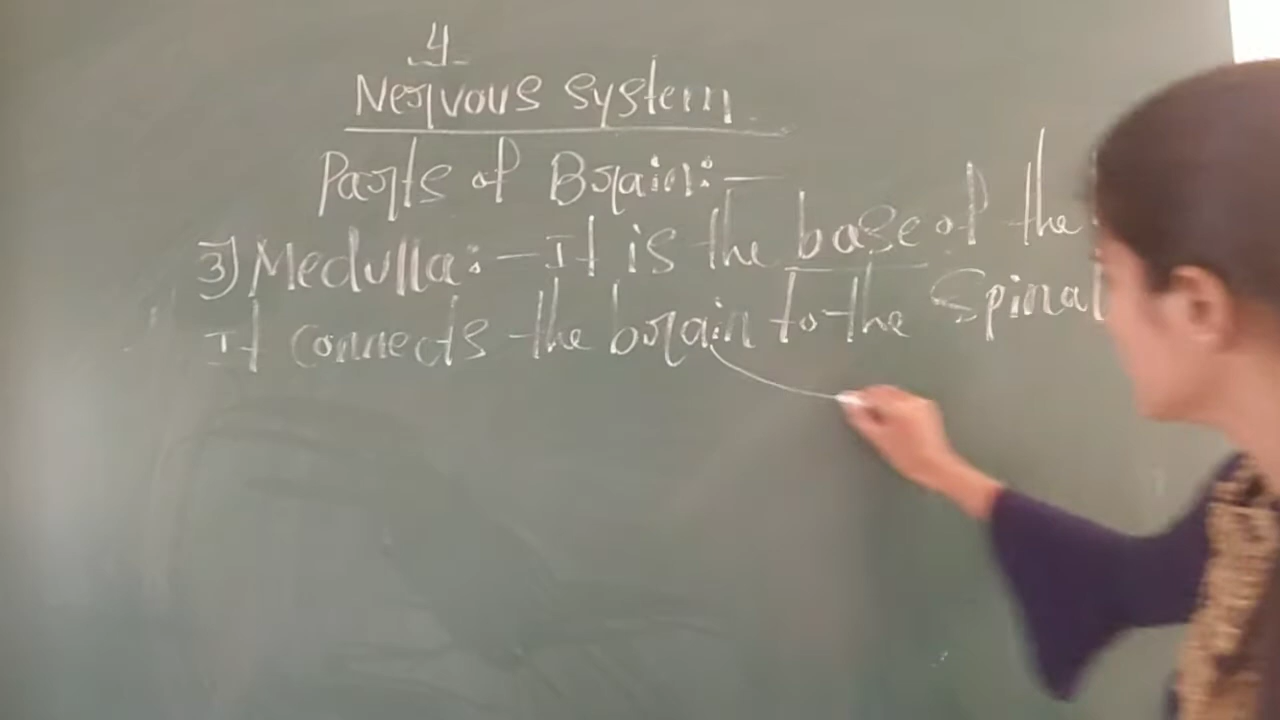 4
Nervous system
Parts of Brain:-
3) Medulla:- It is the base of the
It connects the brain to the spinal